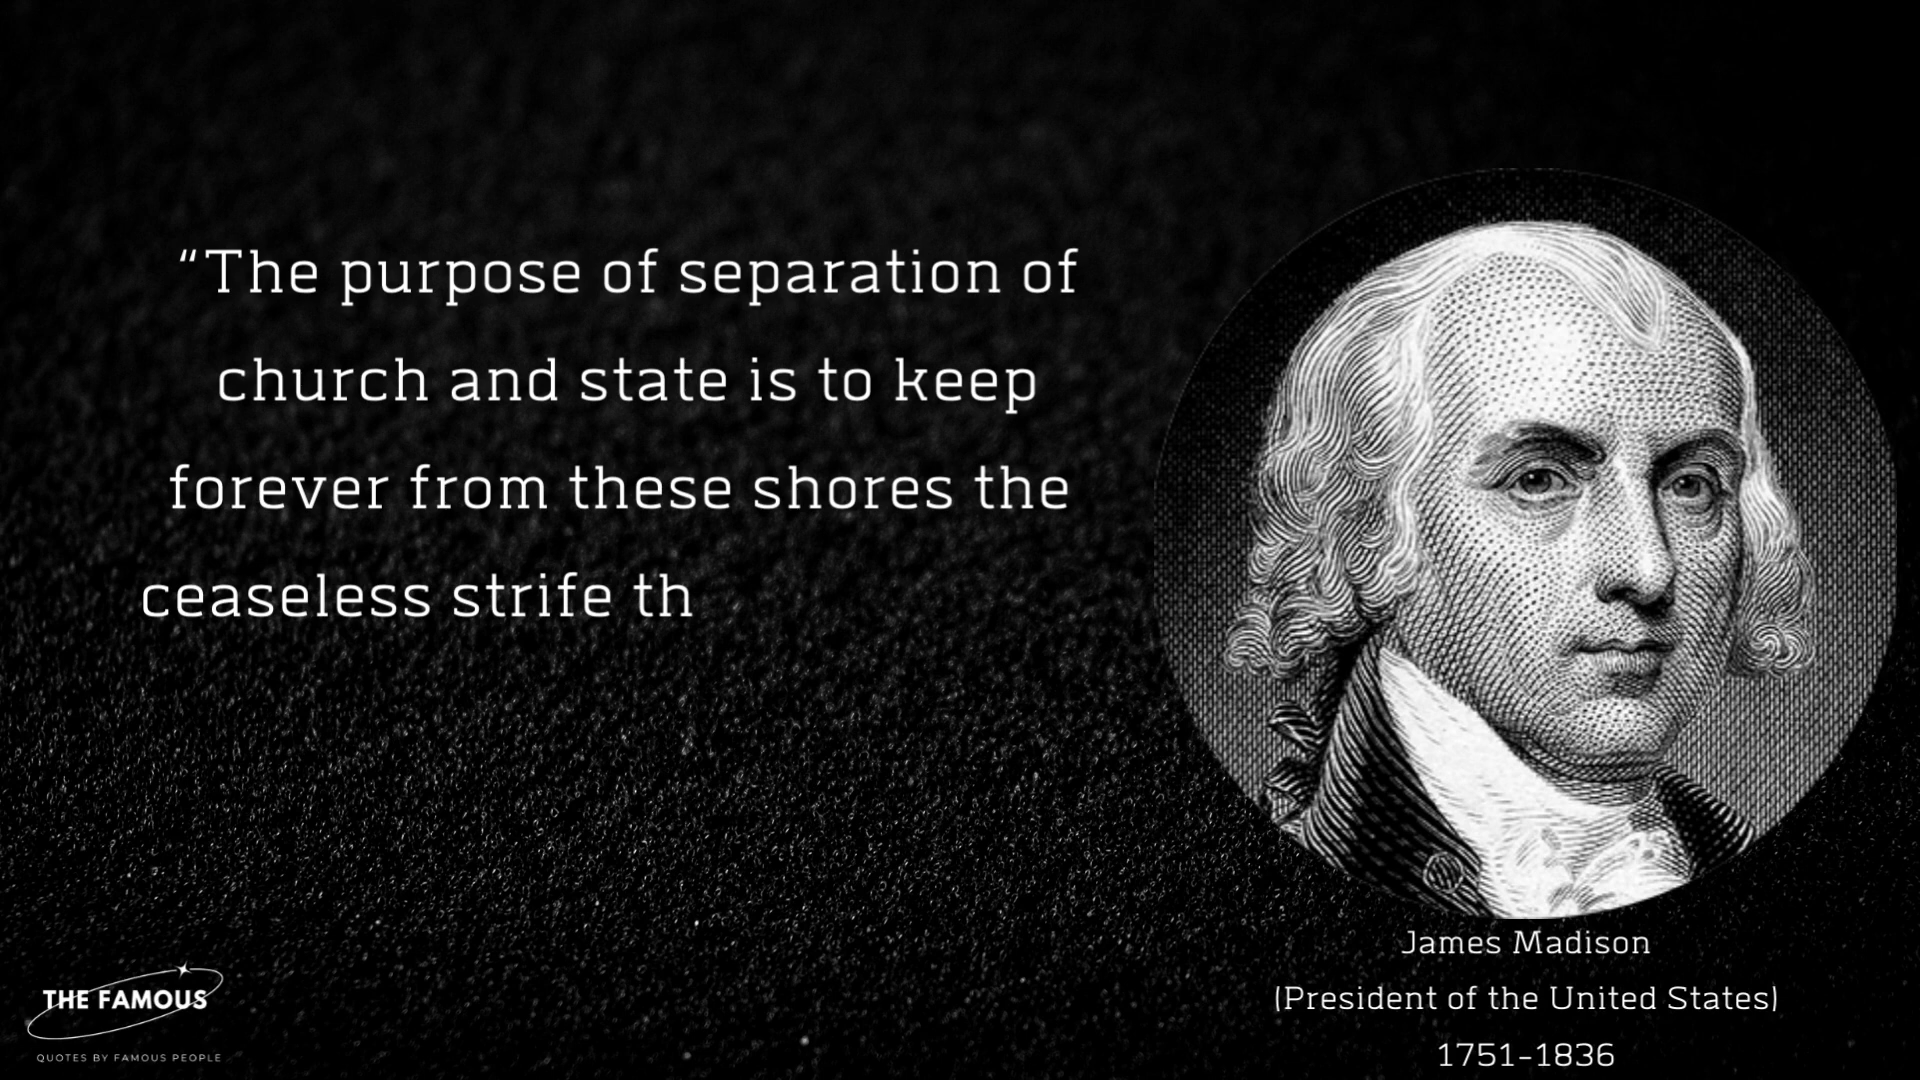 “The purpose of separation of
church and state is to keep
forever from these shores the
ceaseless strife th
James Madison
(President of the United States)
1751-1836
THE FAMOUS
QUOTES BY FAMOUS PEOPLE